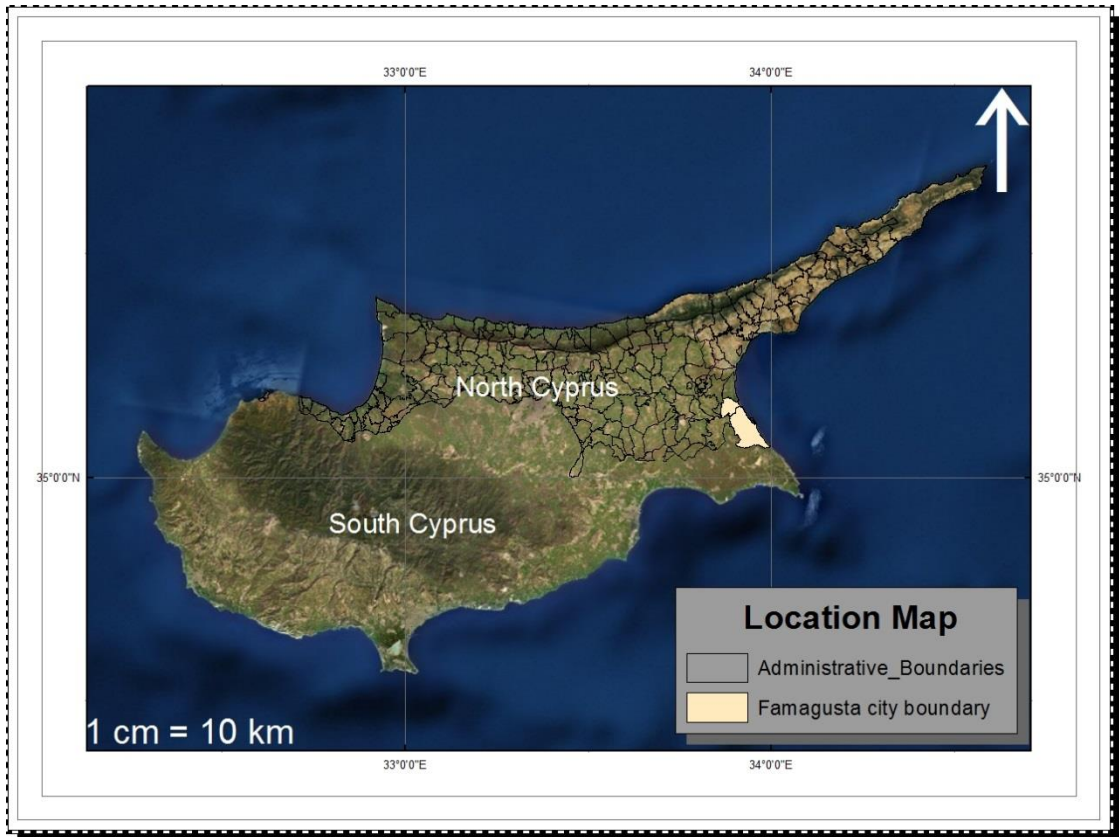 33°0'0"E
34°0'0"E
North Cyprus
35°0'0"N
35°0'0"N
South Cyprus
Location Map
Administrative_Boundaries
Famagusta city boundary
1 cm = 10 km
33°0'0"E
34°0'0"E